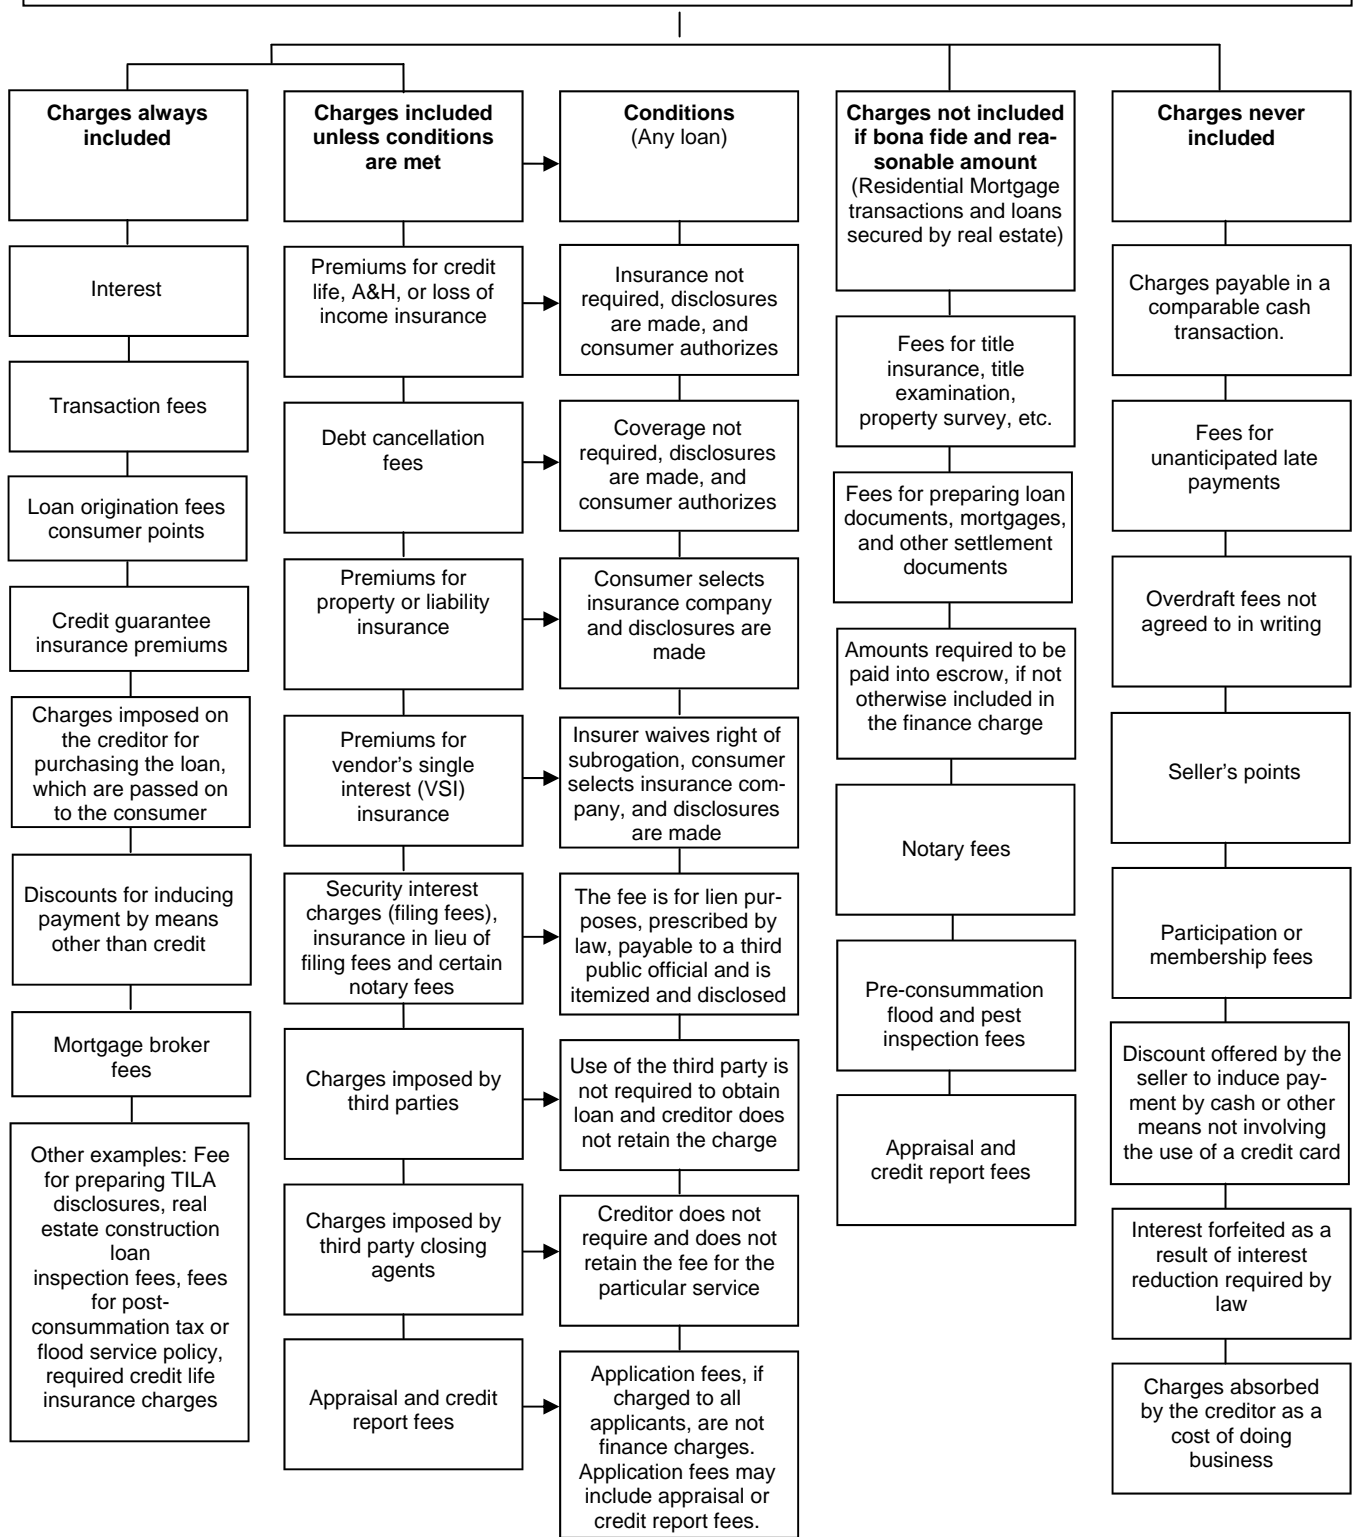 Charges always
included
Interest
Transaction fees
Loan origination fees
consumer points
Credit guarantee
insurance premiums
Charges imposed on
the creditor for
purchasing the loan,
which are passed on
to the consumer
Discounts for inducing
payment by means
other than credit
Mortgage broker
fees
Other examples: Fee
for preparing TILA
disclosures, real
estate construction
loan
inspection fees, fees
for post-
consummation tax or
flood service policy,
required credit life
insurance charges
Charges included
unless conditions
are met
Premiums for credit
life, A&H, or loss of
income insurance
Debt cancellation
fees
Premiums for
property or liability
insurance
Premiums for
vendor’s single
interest (VSI)
insurance
Security interest
charges (filing fees),
insurance in lieu of
filing fees and certain
notary fees
Charges imposed by
third parties
Charges imposed by
third party closing
agents
Appraisal and credit
report fees
Conditions
(Any loan)
Insurance not
required, disclosures
are made, and
consumer authorizes
Coverage not
required, disclosures
are made, and
consumer authorizes
Consumer selects
insurance company
and disclosures are
made
Insurer waives right of
subrogation, consumer
selects insurance com-
pany, and disclosures
are made
The fee is for lien pur-
poses, prescribed by
law, payable to a third
public official and is
itemized and disclosed
Use of the third party is
not required to obtain
loan and creditor does
not retain the charge
Creditor does not
require and does not
retain the fee for the
particular service
Application fees, if
charged to all
applicants, are not
finance charges.
Application fees may
include appraisal or
credit report fees.
Charges not included
if bona fide and rea-
sonable amount
(Residential Mortgage
transactions and loans
secured by real estate)
Fees for title
insurance, title
examination,
property survey, etc.
Fees for preparing loan
documents, mortgages,
and other settlement
documents
Amounts required to be
paid into escrow, if not
otherwise included in
the finance charge
Notary fees
Pre-consummation
flood and pest
inspection fees
Appraisal and
credit report fees
Charges never
included
Charges payable in a
comparable cash
transaction.
Fees for
unanticipated late
payments
Overdraft fees not
agreed to in writing
Seller’s points
Participation or
membership fees
Discount offered by the
seller to induce pay-
ment by cash or other
means not involving
the use of a credit card
Interest forfeited as a
result of interest
reduction required by
law
Charges absorbed
by the creditor as a
cost of doing
business